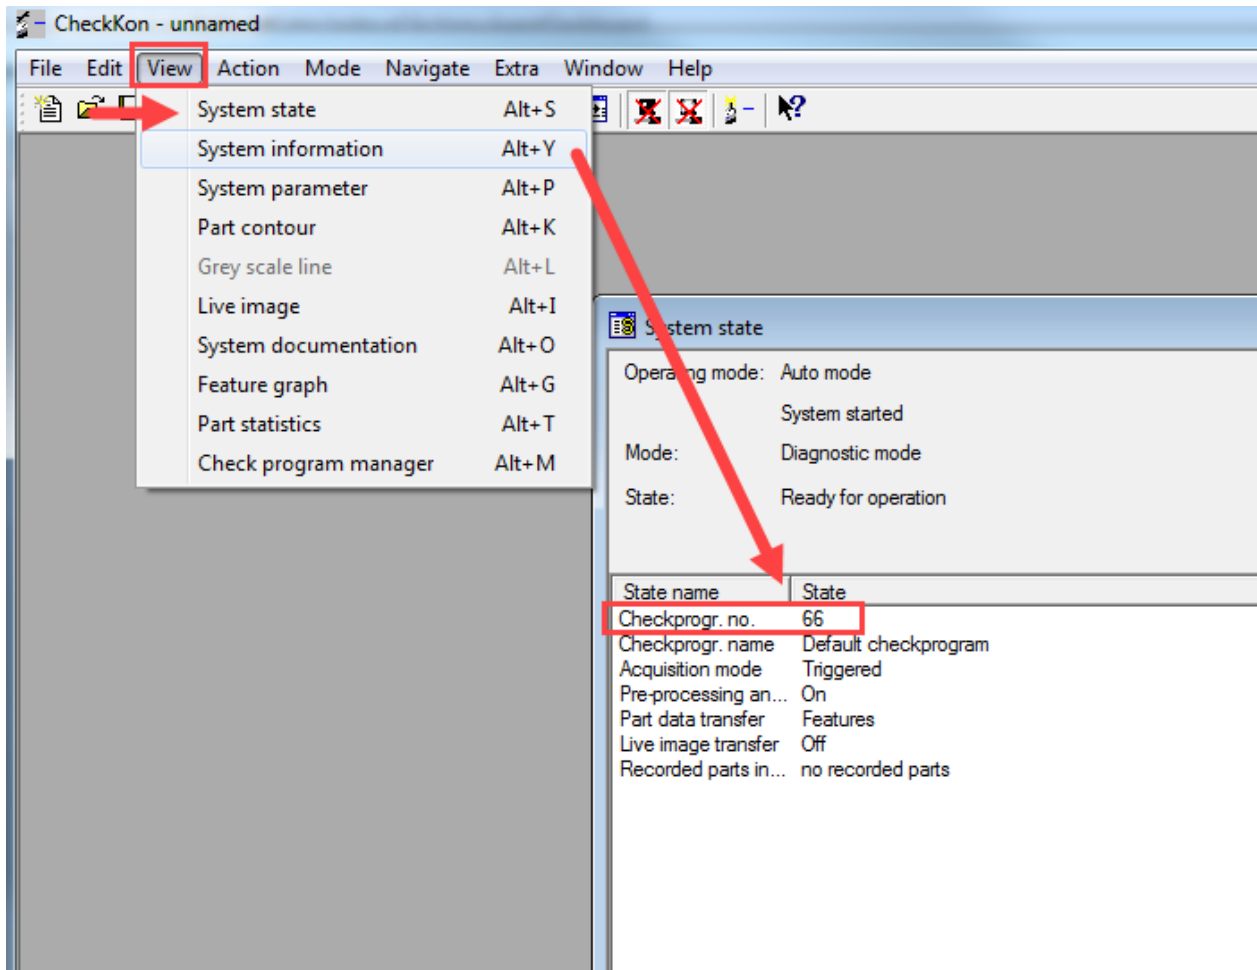 CheckKon - unnamed
File Edit View Action Mode Navigate Extra Window Help
System state Alt+S
System information Alt+Y
System parameter Alt+P
Part contour Alt+K
Grey scale line Alt+L
Live image Alt+I
System documentation Alt+O
Feature graph Alt+G
Part statistics Alt+T
Check program manager Alt+M
System state
Operating mode: Auto mode
System started
Mode: Diagnostic mode
State: Ready for operation
State name State
Checkprogr. no. 66
Checkprogr. name Default checkprogram
Acquisition mode Triggered
Pre-processing an... On
Part data transfer Features
Live image transfer Off
Recorded parts in... no recorded parts